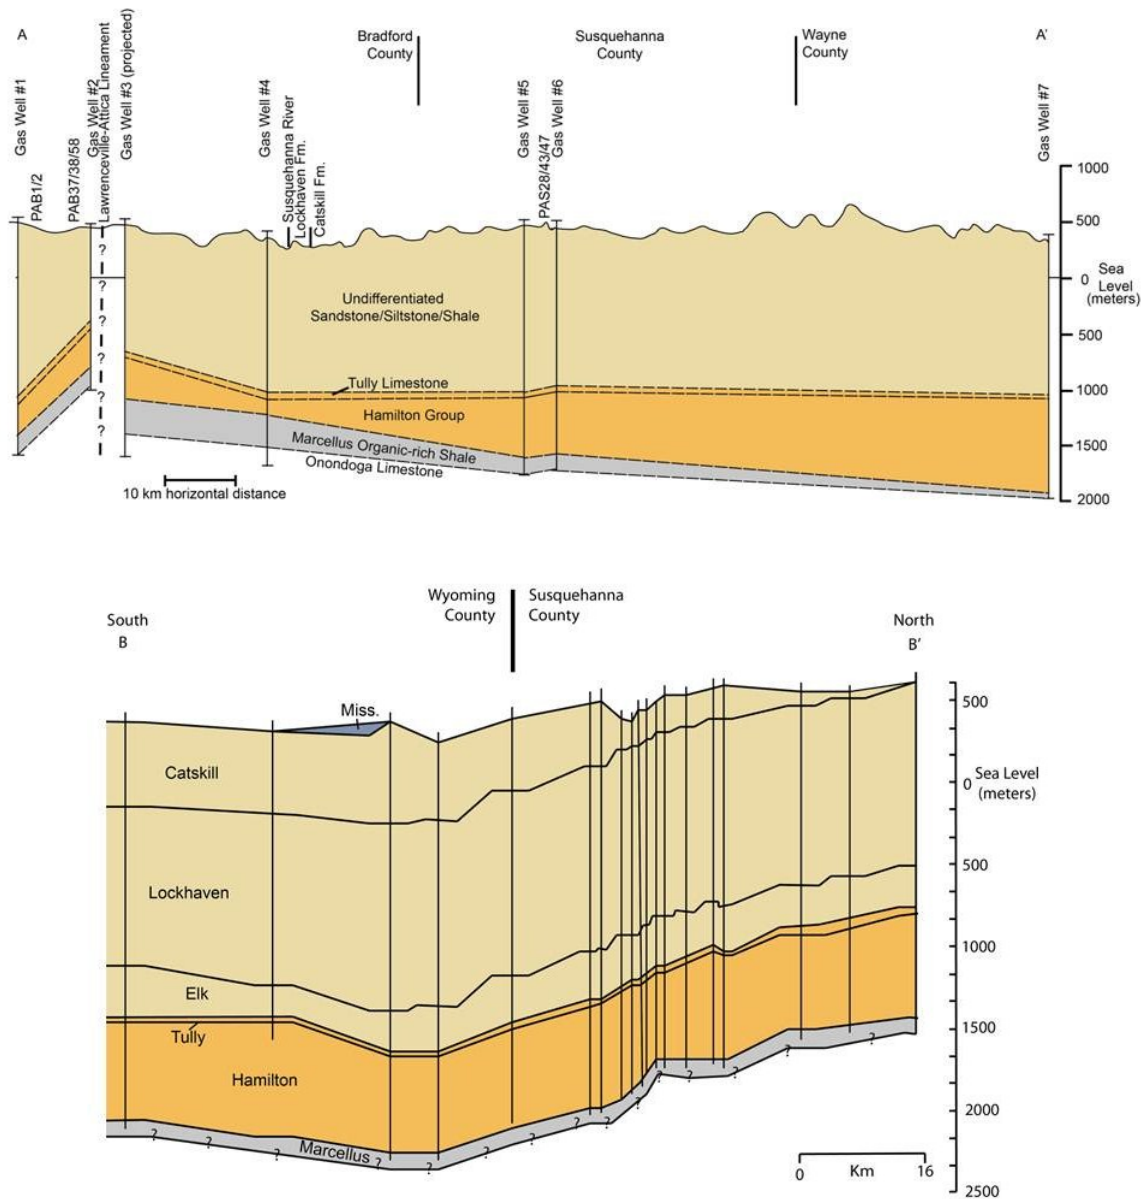 A
Bradford
County
Susquehanna
County
Wayne
County
A'
Gas Well #1
PAB1/2
PAB37/38/58
Gas Well #2
Lawrenceville-Attica Lineament
Gas Well #3 (projected)
Gas Well #4
Susquehanna River
Lockhaven Fm.
Catskill Fm.
Gas Well #5
PAS28/43/47
Gas Well #6
Gas Well #7
1000
500
0 Sea
Level
(meters)
500
1000
1500
2000
?
?
?
?
?
?
Undifferentiated
Sandstone/Siltstone/Shale
Tully Limestone
Hamilton Group
Marcellus Organic-rich Shale
Onondoga Limestone
10 km horizontal distance
Wyoming
County
Susquehanna
County
South
B
North
B'
Miss.
Catskill
Lockhaven
Elk
Tully
Hamilton
Marcellus
? ? ? ? ? ? ? ? ? ? ? ? ? ?
500
0 Sea Level
(meters)
500
1000
1500
2000
2500
0 Km 16